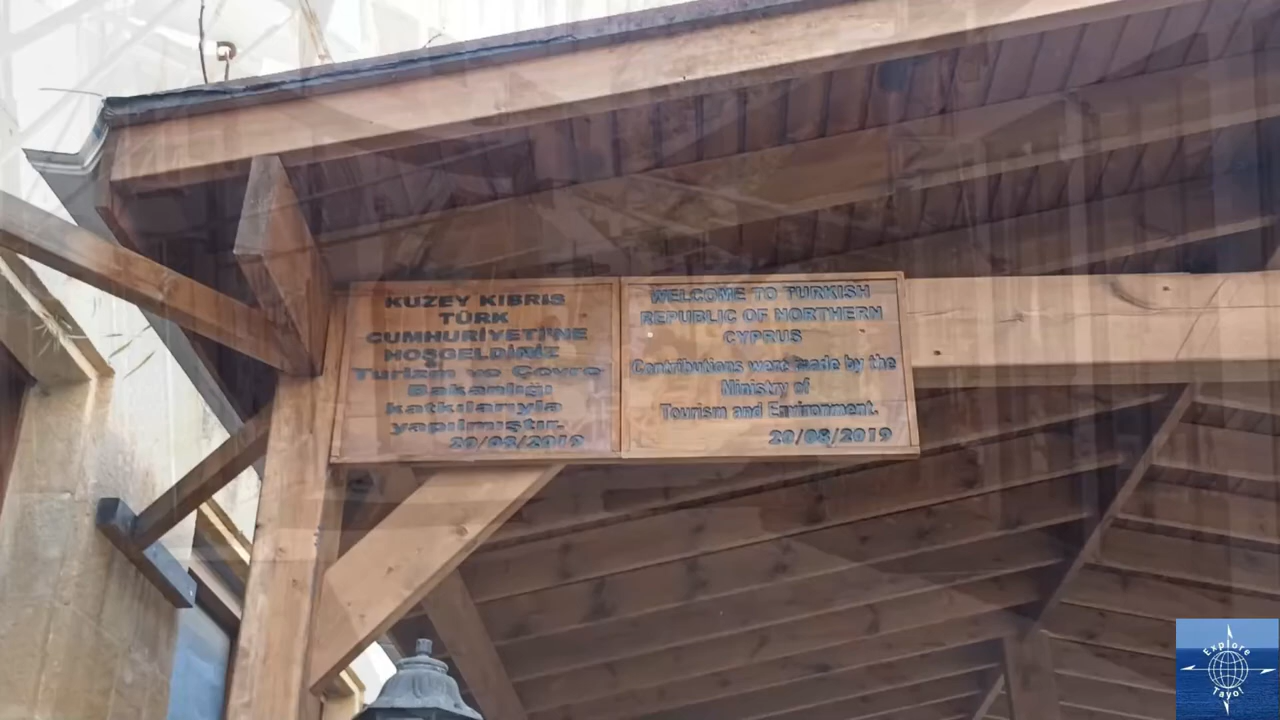 KUZEY KIBRIS
TÜRK
CUMHURİYETİ'NE
HOŞGELDİNİZ
Turizm ve Çevre
Bakanlığı
katkılarıyla
yapılmıştır.
20/08/2019
WELCOME TO TURKISH
REPUBLIC OF NORTHERN
CYPRUS
Contributions were made by the
Ministry of
Tourism and Environment.
20/08/2019
Explore
Tayo!